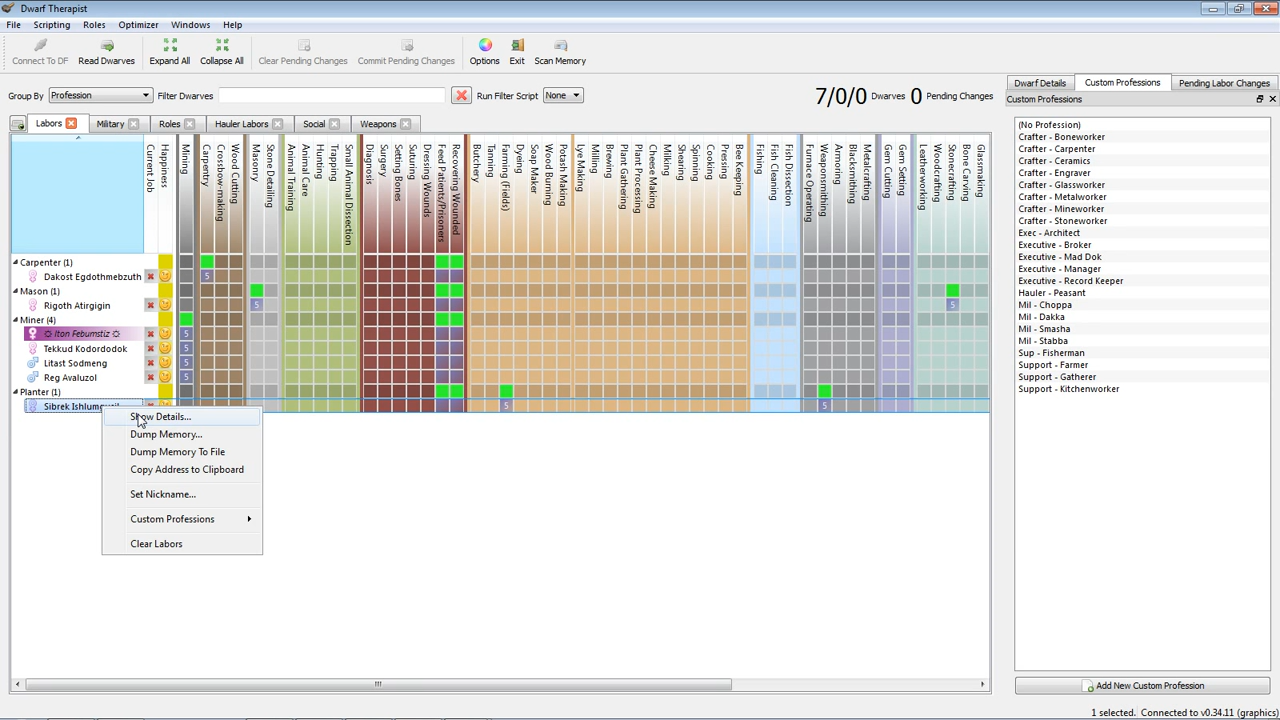 Dwarf Therapist
File Scripting Roles Optimizer Windows Help
Connect To DF Read Dwarves Expand All Collapse All Clear Pending Changes Commit Pending Changes Options Exit Scan Memory
Group By Profession Filter Dwarves Run Filter Script None 7/0/0 Dwarves 0 Pending Changes
Dwarf Details Custom Professions Pending Labor Changes
Custom Professions
Labors Military Roles Hauler Labors Social Weapons
Current Job
Happiness
Mining
Carpentry
Crossbow-making
Wood Cutting
Masonry
Stone Detailing
Animal Training
Animal Care
Hunting
Trapping
Small Animal Dissection
Diagnosis
Surgery
Setting Bones
Suturing
Dressing Wounds
Feed Patients/Prisoners
Recovering Wounded
Butchery
Tanning
Farming (Fields)
Dyeing
Soap Maker
Wood Burning
Potash Making
Lye Making
Milling
Brewing
Plant Gathering
Plant Processing
Cheese Making
Milking
Shearing
Spinning
Cooking
Pressing
Bee Keeping
Fishing
Fish Cleaning
Fish Dissection
Furnace Operating
Weaponsmithing
Armoring
Blacksmithing
Metalcrafting
Gem Cutting
Gem Setting
Leatherworking
Woodcrafting
Stonecrafting
Bone Carving
Glassmaking
Carpenter (1)
Dakost Egdothmebzuth 5
Mason (1)
Rigoth Atirgigin 5 5
Miner (4)
☼ Iton Febumstiz ☼ 5
Tekkud Kodordodok 5
Litast Sodmeng 5
Reg Avaluzol 5
Planter (1)
5 5
Show Details...
Dump Memory...
Dump Memory To File
Copy Address to Clipboard
Set Nickname...
Custom Professions
Clear Labors
(No Profession)
Crafter - Boneworker
Crafter - Carpenter
Crafter - Ceramics
Crafter - Engraver
Crafter - Glassworker
Crafter - Metalworker
Crafter - Mineworker
Crafter - Stoneworker
Exec - Architect
Executive - Broker
Executive - Mad Dok
Executive - Manager
Executive - Record Keeper
Hauler - Peasant
Mil - Choppa
Mil - Dakka
Mil - Smasha
Mil - Stabba
Sup - Fisherman
Support - Farmer
Support - Gatherer
Support - Kitchenworker
Add New Custom Profession
1 selected. Connected to v0.34.11 (graphics)